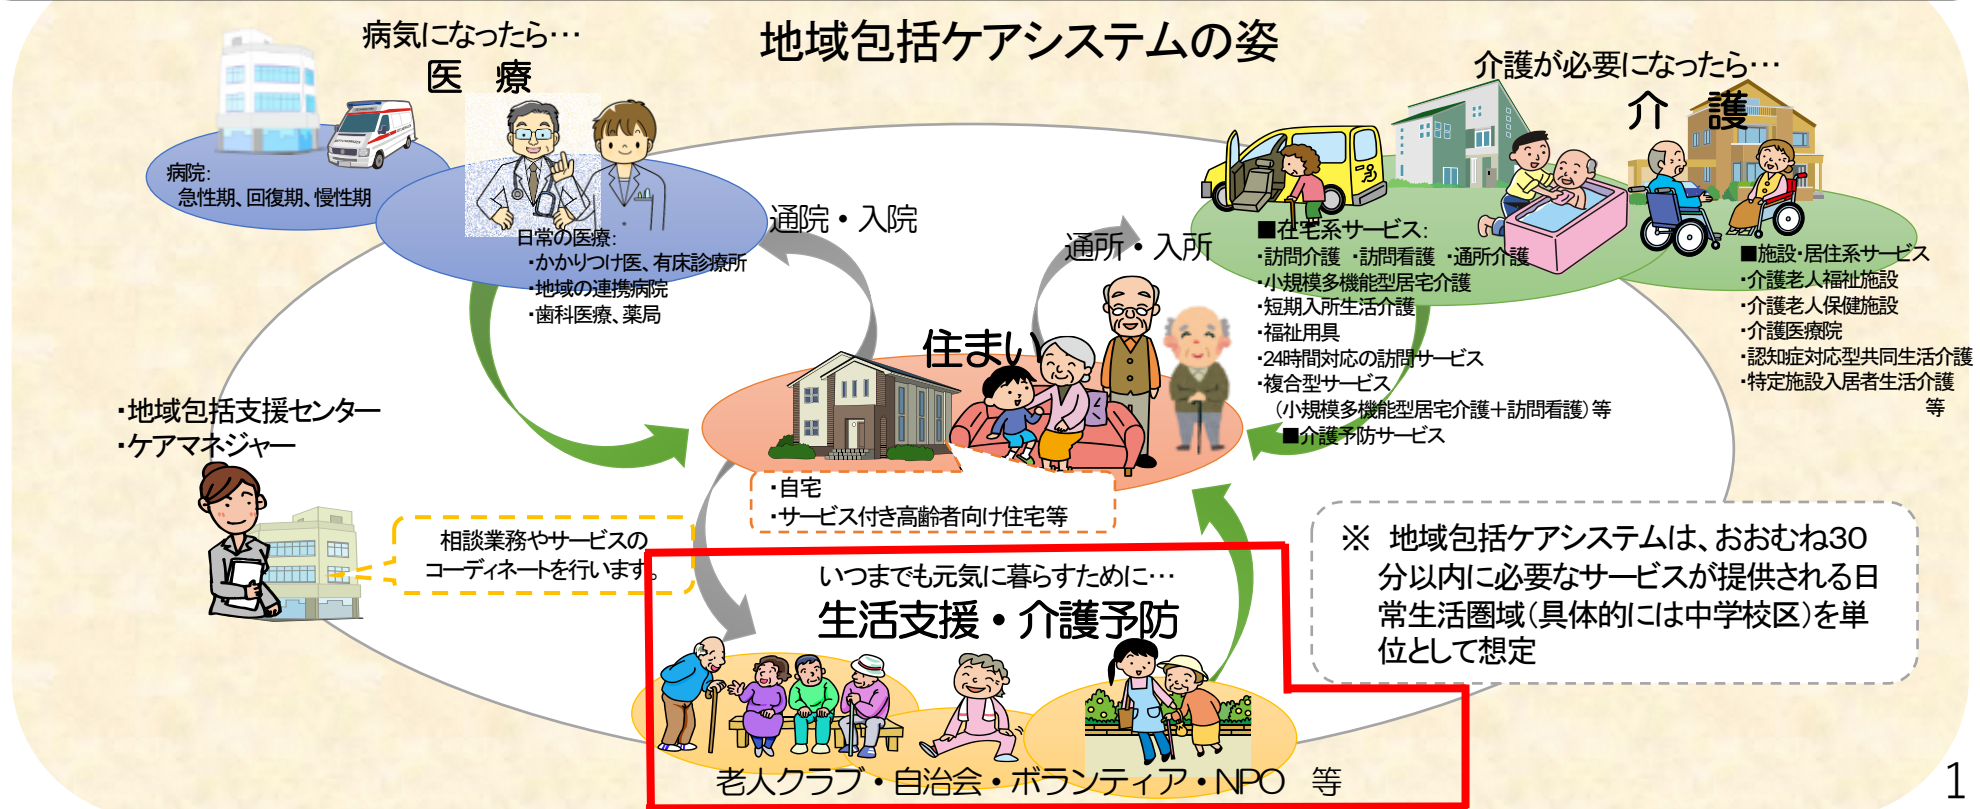 地域包括ケアシステムの姿
病気になったら…
医 療
病院:
急性期、回復期、慢性期
日常の医療:
・かかりつけ医、有床診療所
・地域の連携病院
・歯科医療、薬局
通院・入院
通所・入所
介護が必要になったら…
介 護
■在宅系サービス:
・訪問介護 ・訪問看護 ・通所介護
・小規模多機能型居宅介護
・短期入所生活介護
・福祉用具
・24時間対応の訪問サービス
・複合型サービス
(小規模多機能型居宅介護+訪問看護)等
■介護予防サービス
■施設・居住系サービス
・介護老人福祉施設
・介護老人保健施設
・介護医療院
・認知症対応型共同生活介護
・特定施設入居者生活介護
等
住まい
・自宅
・サービス付き高齢者向け住宅等
・地域包括支援センター
・ケアマネジャー
相談業務やサービスの
コーディネートを行います。
いつまでも元気に暮らすために…
生活支援・介護予防
老人クラブ・自治会・ボランティア・NPO 等
※ 地域包括ケアシステムは、おおむね30
分以内に必要なサービスが提供される日
常生活圏域(具体的には中学校区)を単
位として想定
1